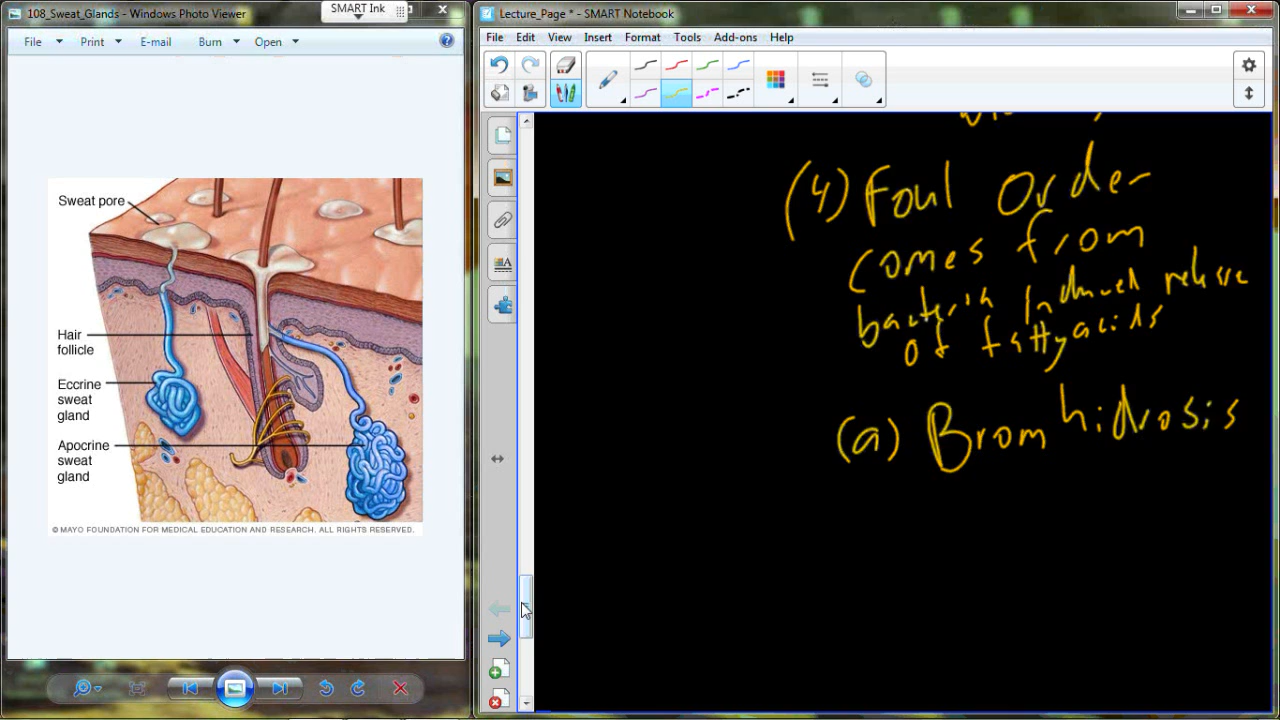 108_Sweat_Glands - Windows Photo Viewer
SMART Ink
File Print E-mail Burn Open
Sweat pore
Hair
follicle
Eccrine
sweat
gland
Apocrine
sweat
gland
© MAYO FOUNDATION FOR MEDICAL EDUCATION AND RESEARCH. ALL RIGHTS RESERVED.
Lecture_Page * - SMART Notebook
File Edit View Insert Format Tools Add-ons Help
(4) Foul Order
comes from
bacteria Induced release
of fatty acids
(a) Bromhidrosis